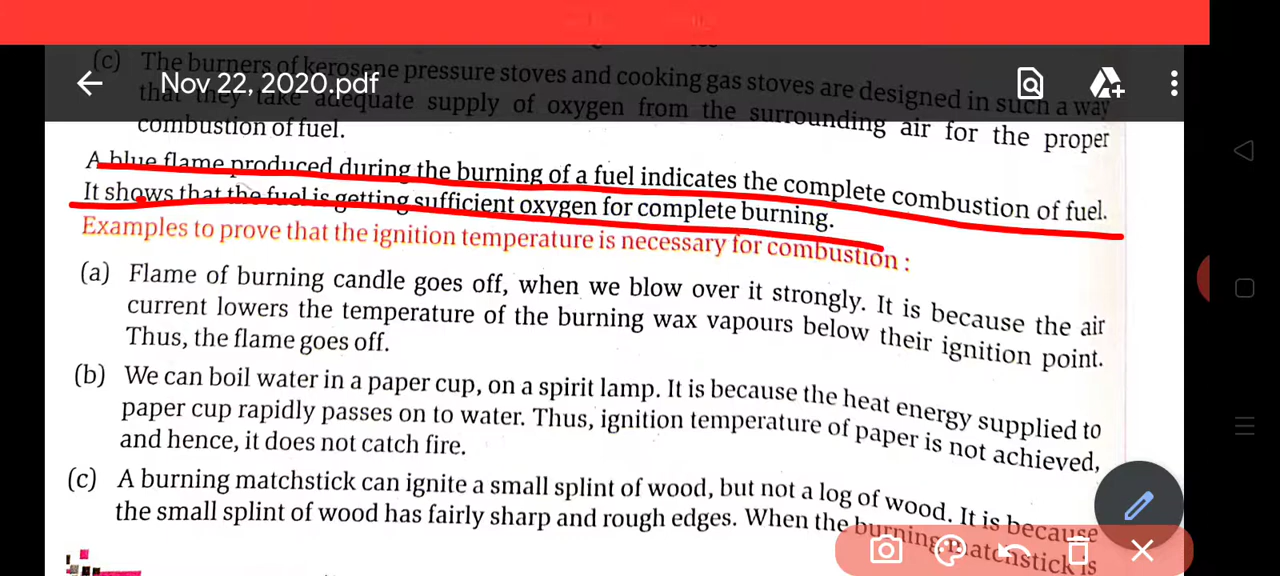 (c) The burners of kerosene pressure stoves and cooking gas stoves are designed in such a way
Nov 22, 2020.pdf
that they take adequate supply of oxygen from the surrounding air for the proper
combustion of fuel.
A blue flame produced during the burning of a fuel indicates the complete combustion of fuel.
It shows that the fuel is getting sufficient oxygen for complete burning.
Examples to prove that the ignition temperature is necessary for combustion :
(a) Flame of burning candle goes off, when we blow over it strongly. It is because the air
current lowers the temperature of the burning wax vapours below their ignition point.
Thus, the flame goes off.
(b) We can boil water in a paper cup, on a spirit lamp. It is because the heat energy supplied to
paper cup rapidly passes on to water. Thus, ignition temperature of paper is not achieved,
and hence, it does not catch fire.
(c) A burning matchstick can ignite a small splint of wood, but not a log of wood. It is because
the small splint of wood has fairly sharp and rough edges. When the burning matchstick is